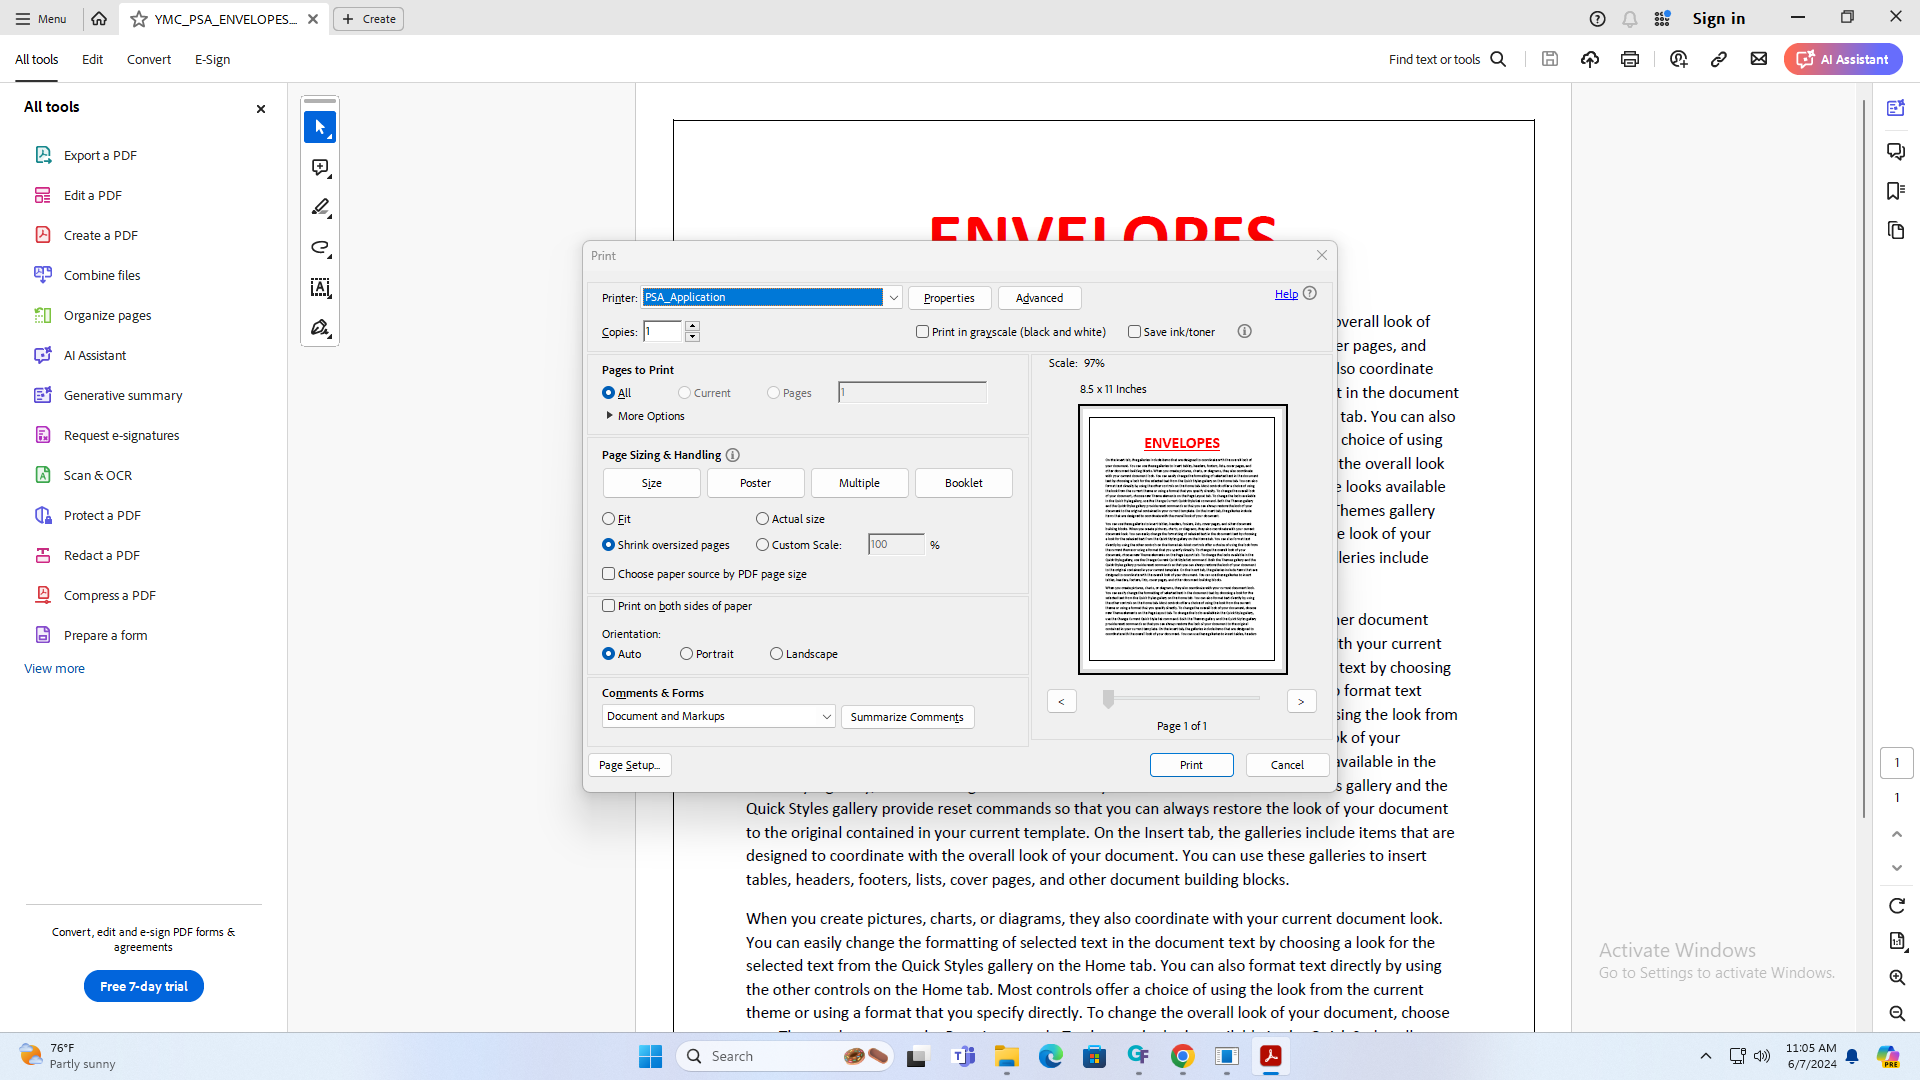 Menu
YMC_PSA_ENVELOPES...
Create
Sign in
All tools
Edit
Convert
E-Sign
Find text or tools
AI Assistant
All tools
Export a PDF
Edit a PDF
Create a PDF
Combine files
Organize pages
AI Assistant
Generative summary
Request e-signatures
Scan & OCR
Protect a PDF
Redact a PDF
Compress a PDF
Prepare a form
View more
Convert, edit and e-sign PDF forms &
agreements
Free 7-day trial
ENVELOPES
Print
Printer: PSA_Application
Properties
Advanced
Help
Copies: 1
Print in grayscale (black and white)
Save ink/toner
Pages to Print
All
Current
Pages
1
More Options
Page Sizing & Handling
Size
Poster
Multiple
Booklet
Fit
Actual size
Shrink oversized pages
Custom Scale: 100 %
Choose paper source by PDF page size
Print on both sides of paper
Orientation:
Auto
Portrait
Landscape
Comments & Forms
Document and Markups
Summarize Comments
Scale: 97%
8.5 x 11 Inches
ENVELOPES
<
>
Page 1 of 1
Page Setup...
Print
Cancel
overall look of
er pages, and
lso coordinate
t in the document
tab. You can also
choice of using
the overall look
e looks available
Themes gallery
e look of your
leries include
er document
th your current
text by choosing
format text
sing the look from
ok of your
available in the
s gallery and the
Quick Styles gallery provide reset commands so that you can always restore the look of your document
to the original contained in your current template. On the Insert tab, the galleries include items that are
designed to coordinate with the overall look of your document. You can use these galleries to insert
tables, headers, footers, lists, cover pages, and other document building blocks.
When you create pictures, charts, or diagrams, they also coordinate with your current document look.
You can easily change the formatting of selected text in the document text by choosing a look for the
selected text from the Quick Styles gallery on the Home tab. You can also format text directly by using
the other controls on the Home tab. Most controls offer a choice of using the look from the current
theme or using a format that you specify directly. To change the overall look of your document, choose
1
1
Activate Windows
Go to Settings to activate Windows.
76°F
Partly sunny
Search
11:05 AM
6/7/2024